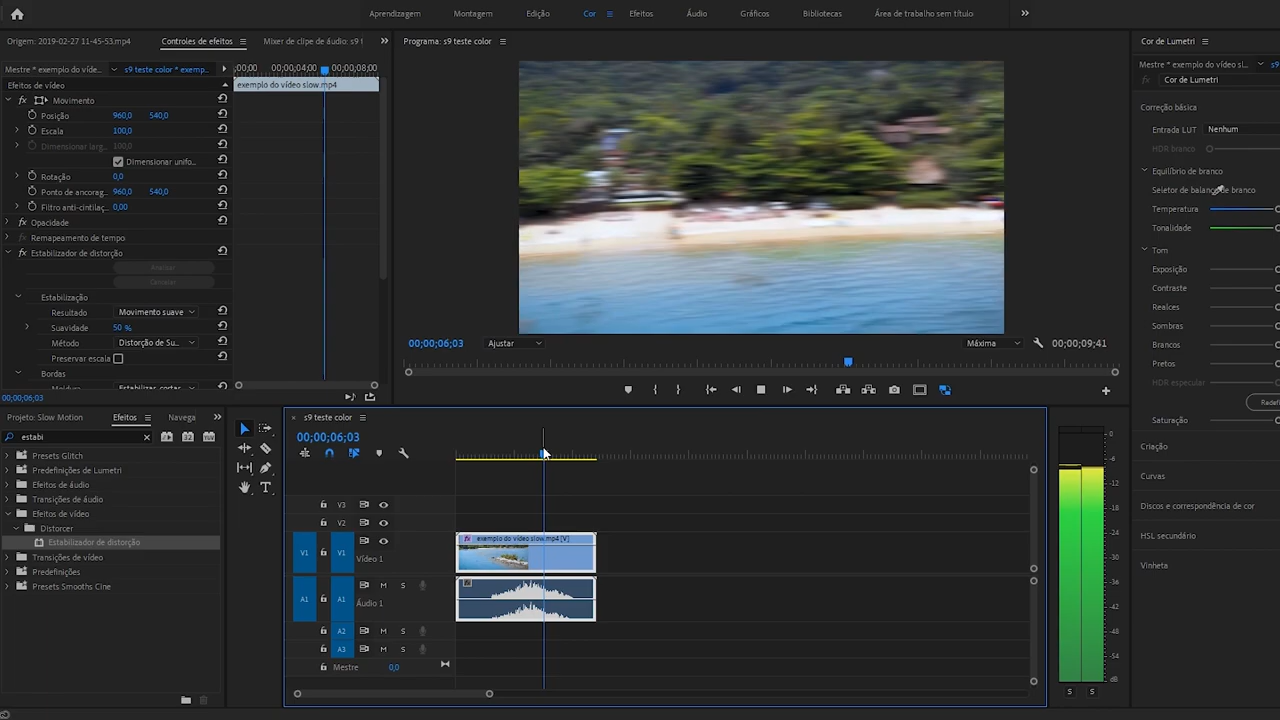 Aprendizagem
Montagem
Edição
Cor
Efeitos
Áudio
Gráficos
Bibliotecas
Área de trabalho sem título
Origem: 2019-02-27 11-45-53.mp4
Controles de efeitos
Mixer de clipe de áudio: s9 t
Mestre * exemplo do víde...
s9 teste color * exemp...
;00;00
00;00;04;00
00;00;08;00
Efeitos de vídeo
exemplo do vídeo slow.mp4
fx Movimento
Posição 960,0 540,0
Escala 100,0
Dimensionar larg... 100,0
Dimensionar unifo...
Rotação 0,0
Ponto de ancorag... 960,0 540,0
Filtro anti-cintilaç... 0,00
Opacidade
Remapeamento de tempo
fx Estabilizador de distorção
Analisar
Cancelar
Estabilização
Resultado Movimento suave
Suavidade 50 %
Método Distorção de Su...
Preservar escala
Bordas
Moldura Estabilizar, cortar
00;00;06;03
Programa: s9 teste color
00;00;06;03
Ajustar
Máxima
00;00;09;41
Cor de Lumetri
Mestre * exemplo do vídeo sl...
s9
fx Cor de Lumetri
Correção básica
Entrada LUT Nenhum
HDR branco
Equilíbrio de branco
Seletor de balanço de branco
Temperatura
Tonalidade
Tom
Exposição
Contraste
Realces
Sombras
Brancos
Pretos
HDR especular
Redefi
Saturação
Criação
Curvas
Discos de cores e correspondência
HSL secundário
Vinheta
Projeto: Slow Motion
Efeitos
Navega
estabi
32
YUV
Presets Glitch
Predefinições de Lumetri
Efeitos de áudio
Transições de áudio
Efeitos de vídeo
Distorcer
Estabilizador de distorção
Transições de vídeo
Predefinições
Presets Smooths Cine
s9 teste color
00;00;06;03
V3
V2
V1 V1 Vídeo 1
A1 A1 M S Áudio 1
A2 M S
A3 M S
Mestre 0,0
fx exemplo do vídeo slow.mp4 [V]
0
-6
-12
-18
-24
-30
-36
-42
-48
-54
dB
S S